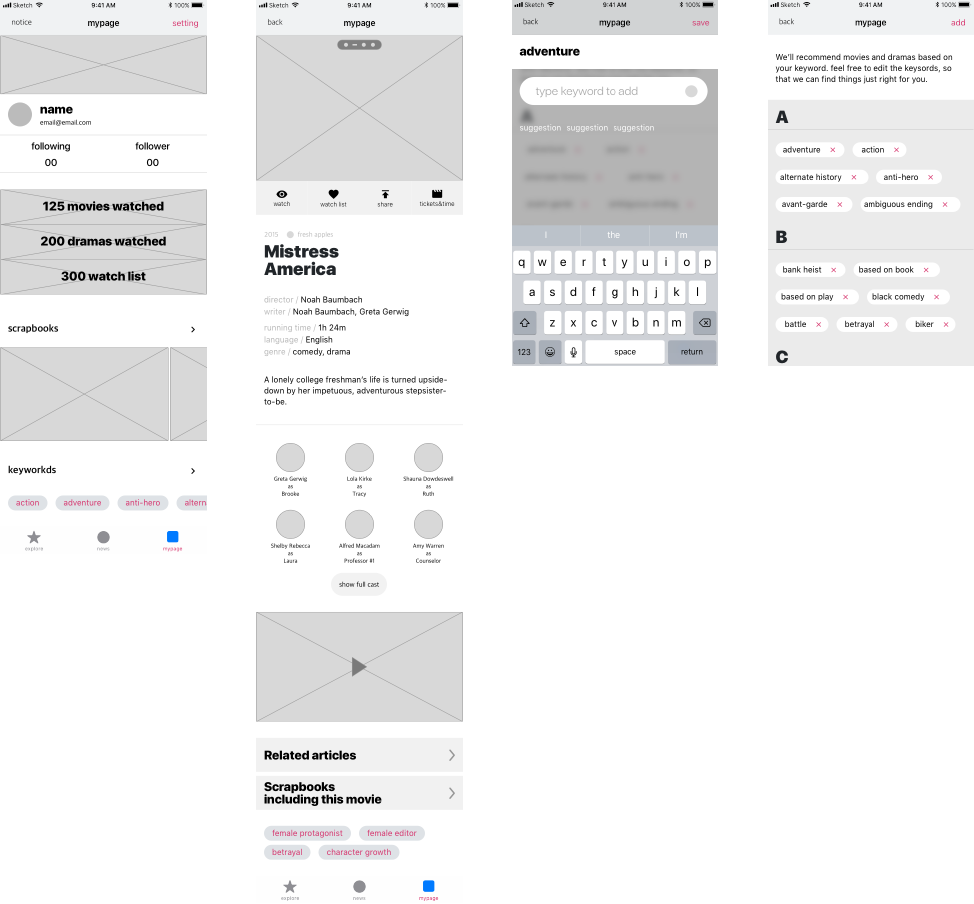 Sketch
9:41 AM
100%
notice
mypage
setting
name
email@email.com
following
follower
00
00
125 movies watched
200 dramas watched
300 watch list
scrapbooks
keyworkds
action
adventure
anti-hero
altern
explore
news
mypage
Sketch
9:41 AM
100%
back
mypage
watch
watch list
share
tickets&time
2015
fresh apples
Mistress
America
director / Noah Baumbach
writer / Noah Baumbach, Greta Gerwig
running time / 1h 24m
language / English
genre / comedy, drama
A lonely college freshman's life is turned upside-
down by her impetuous, adventurous stepsister-
to-be.
Greta Gerwig
as
Brooke
Lola Kirke
as
Tracy
Shauna Dowdeswell
as
Ruth
Shelby Rebecca
as
Laura
Alfred Macadam
as
Professor #1
Amy Warren
as
Counselor
show full cast
Related articles
Scrapbooks
including this movie
female protagonist
female editor
betrayal
character growth
explore
news
mypage
Sketch
9:41 AM
100%
back
mypage
save
adventure
type keyword to add
A
suggestion suggestion suggestion
adventure
action
alternate history
anti-hero
avant-garde
ambiguous ending
I
the
I'm
q w e r t y u i o p
a s d f g h j k l
z x c v b n m
123
space
return
Sketch
9:41 AM
100%
back
mypage
add
We'll recommend movies and dramas based on
your keyword. feel free to edit the keysords, so
that we can find things just right for you.
A
adventure ×
action ×
alternate history ×
anti-hero ×
avant-garde ×
ambiguous ending ×
B
bank heist ×
based on book ×
based on play ×
black comedy ×
battle ×
betrayal ×
biker ×
C